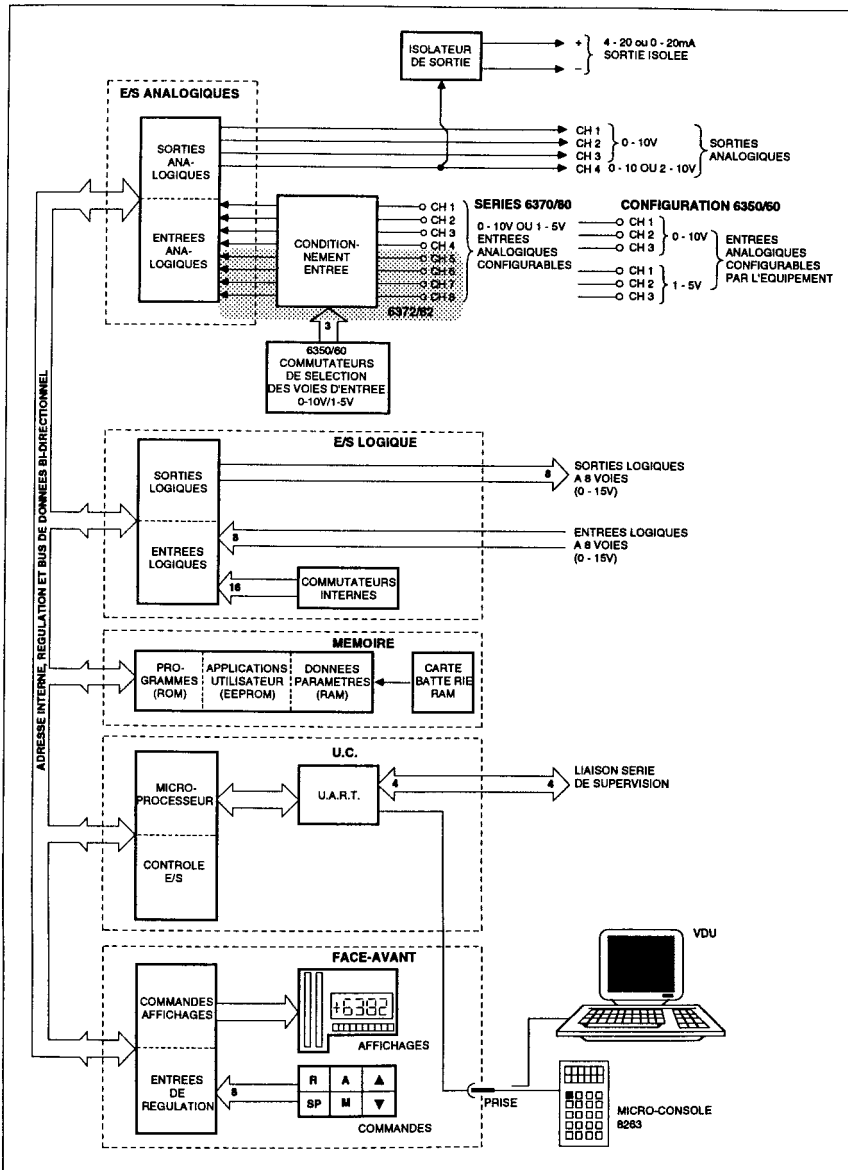 ISOLATEUR
DE SORTIE
+
–
4 - 20 ou 0 - 20mA
SORTIE ISOLEE
E/S ANALOGIQUES
SORTIES
ANA-
LOGIQUES
ENTREES
ANA-
LOGIQUES
CH 1
CH 2
CH 3
CH 4
0 - 10V
0 - 10 OU 2 - 10V
SORTIES
ANALOGIQUES
CONDITION-
NEMENT
ENTREE
CH 1
CH 2
CH 3
CH 4
CH 5
CH 6
CH 7
CH 8
6372/82
SERIES 6370/80
0 - 10V OU 1 - 5V
ENTREES
ANALOGIQUES
CONFIGURABLES
CONFIGURATION 6350/60
CH 1
CH 2
CH 3
0 - 10V
CH 1
CH 2
CH 3
1 - 5V
ENTREES
ANALOGIQUES
CONFIGURABLES
PAR L'EQUIPEMENT
3
6350/60
COMMUTATEURS
DE SELECTION
DES VOIES D'ENTREE
0-10V/1-5V
ADRESSE INTERNE, REGULATION ET BUS DE DONNEES BI-DIRECTIONNEL
E/S LOGIQUE
SORTIES
LOGIQUES
ENTREES
LOGIQUES
8
SORTIES LOGIQUES
A 8 VOIES
(0 - 15V)
8
ENTREES LOGIQUES
A 8 VOIES
(0 - 15V)
16
COMMUTATEURS
INTERNES
MEMOIRE
PRO-
GRAMMES
(ROM)
APPLICATIONS
UTILISATEUR
(EEPROM)
DONNEES
PARAMETRES
(RAM)
CARTE
BATTE RIE
RAM
U.C.
MICRO-
PROCESSEUR
CONTROLE
E/S
U.A.R.T.
4
4
LIAISON SERIE
DE SUPERVISION
FACE-AVANT
COMMANDES
AFFICHAGES
ENTREES
DE
REGULATION
+6382
AFFICHAGES
R A ▲
SP M ▼
COMMANDES
PRISE
VDU
MICRO-CONSOLE
8263